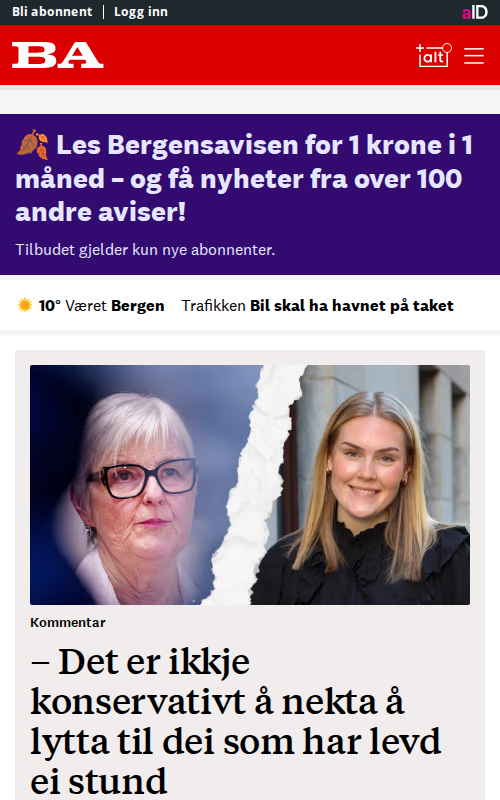 Bli abonnent | Logg inn
aID
BA
+alt
Les Bergensavisen for 1 krone i 1
måned – og få nyheter fra over 100
andre aviser!
Tilbudet gjelder kun nye abonnenter.
10° Været Bergen Trafikken Bil skal ha havnet på taket
Kommentar
– Det er ikkje
konservativt å nekta å
lytta til dei som har levd
ei stund